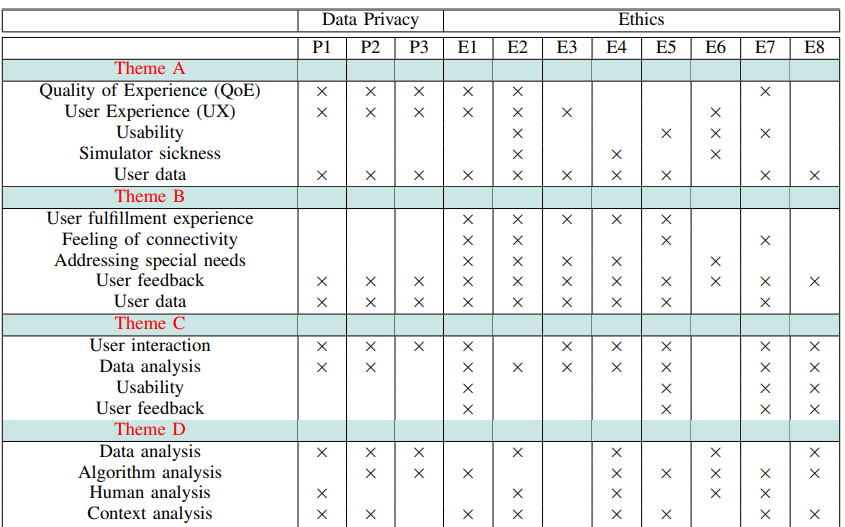 Data Privacy Ethics
P1 P2 P3 E1 E2 E3 E4 E5 E6 E7 E8
Theme A
Quality of Experience (QoE) × × × × × ×
User Experience (UX) × × × × × × ×
Usability × × × ×
Simulator sickness × × ×
User data × × × × × × × × × ×
Theme B
User fulfillment experience × × × × ×
Feeling of connectivity × × × ×
Addressing special needs × × × × ×
User feedback × × × × × × × × × × ×
User data × × × × × × × × ×
Theme C
User interaction × × × × × × × × ×
Data analysis × × × × × × × × ×
Usability × × × ×
User feedback × × × ×
Theme D
Data analysis × × × × × × ×
Algorithm analysis × × × × × × × ×
Human analysis × × × × ×
Context analysis × × × × × × × ×